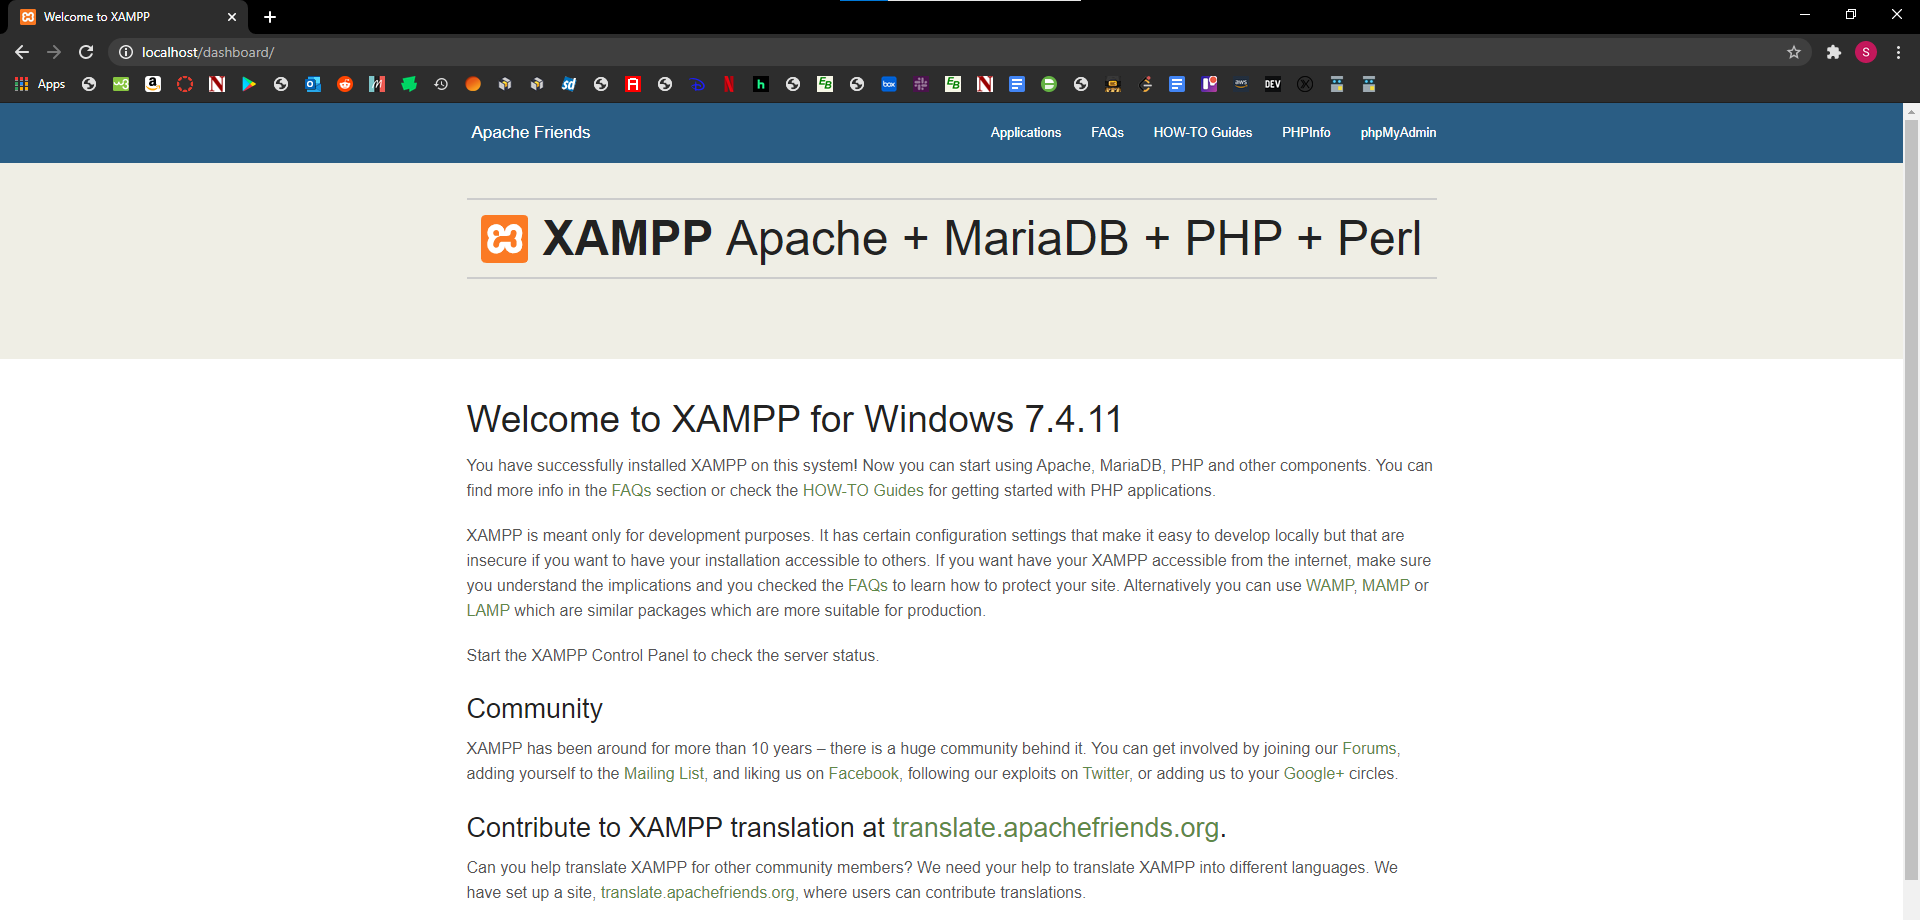 Welcome to XAMPP
localhost/dashboard/
S
Apps
Apache Friends
Applications FAQs HOW-TO Guides PHPInfo phpMyAdmin
XAMPP Apache + MariaDB + PHP + Perl
Welcome to XAMPP for Windows 7.4.11
You have successfully installed XAMPP on this system! Now you can start using Apache, MariaDB, PHP and other components. You can
find more info in the FAQs section or check the HOW-TO Guides for getting started with PHP applications.
XAMPP is meant only for development purposes. It has certain configuration settings that make it easy to develop locally but that are
insecure if you want to have your installation accessible to others. If you want have your XAMPP accessible from the internet, make sure
you understand the implications and you checked the FAQs to learn how to protect your site. Alternatively you can use WAMP, MAMP or
LAMP which are similar packages which are more suitable for production.
Start the XAMPP Control Panel to check the server status.
Community
XAMPP has been around for more than 10 years – there is a huge community behind it. You can get involved by joining our Forums,
adding yourself to the Mailing List, and liking us on Facebook, following our exploits on Twitter, or adding us to your Google+ circles.
Contribute to XAMPP translation at translate.apachefriends.org.
Can you help translate XAMPP for other community members? We need your help to translate XAMPP into different languages. We
have set up a site, translate.apachefriends.org, where users can contribute translations.